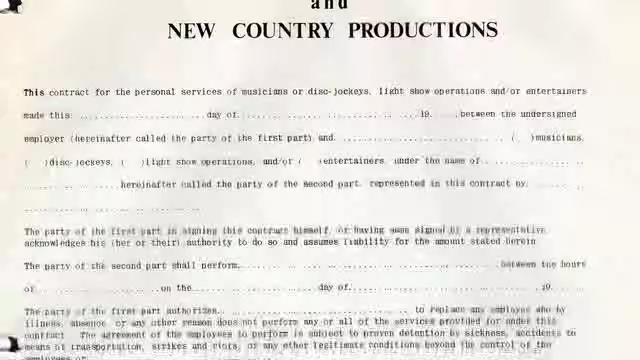 and
NEW COUNTRY PRODUCTIONS
This contract for the personal services of musicians or disc-jockeys, light show operations and/or entertainers
made this ........................ day of .................................... 19...... between the undersigned
employer (hereinafter called the party of the first part) and ................................... ( ) musicians,
( ) disc-jockeys, ( ) light show operations, and/or ( ) entertainers, under the name of ....................
................... hereinafter called the party of the second part, represented in this contract by .........
...................................
The party of the first part in signing this contract himself, or having same signed by a representative
acknowledges his (her or their) authority to do so and assumes liability for the amount stated herein
The party of the second part shall perform ................................................... between the hours
of ......................... on the ......................... day of ..................................... 19.......
The party of the first part authorizes ....................................... to replace any employee who by
illness, absence, or any other reason does not perform any or all of the services provided for under this
contract. The agreement of the employees to perform is subject to proven detention by sickness, accidents to
means of transportation, strikes and riots, or any other legitimate conditions beyond the control of the
employees or